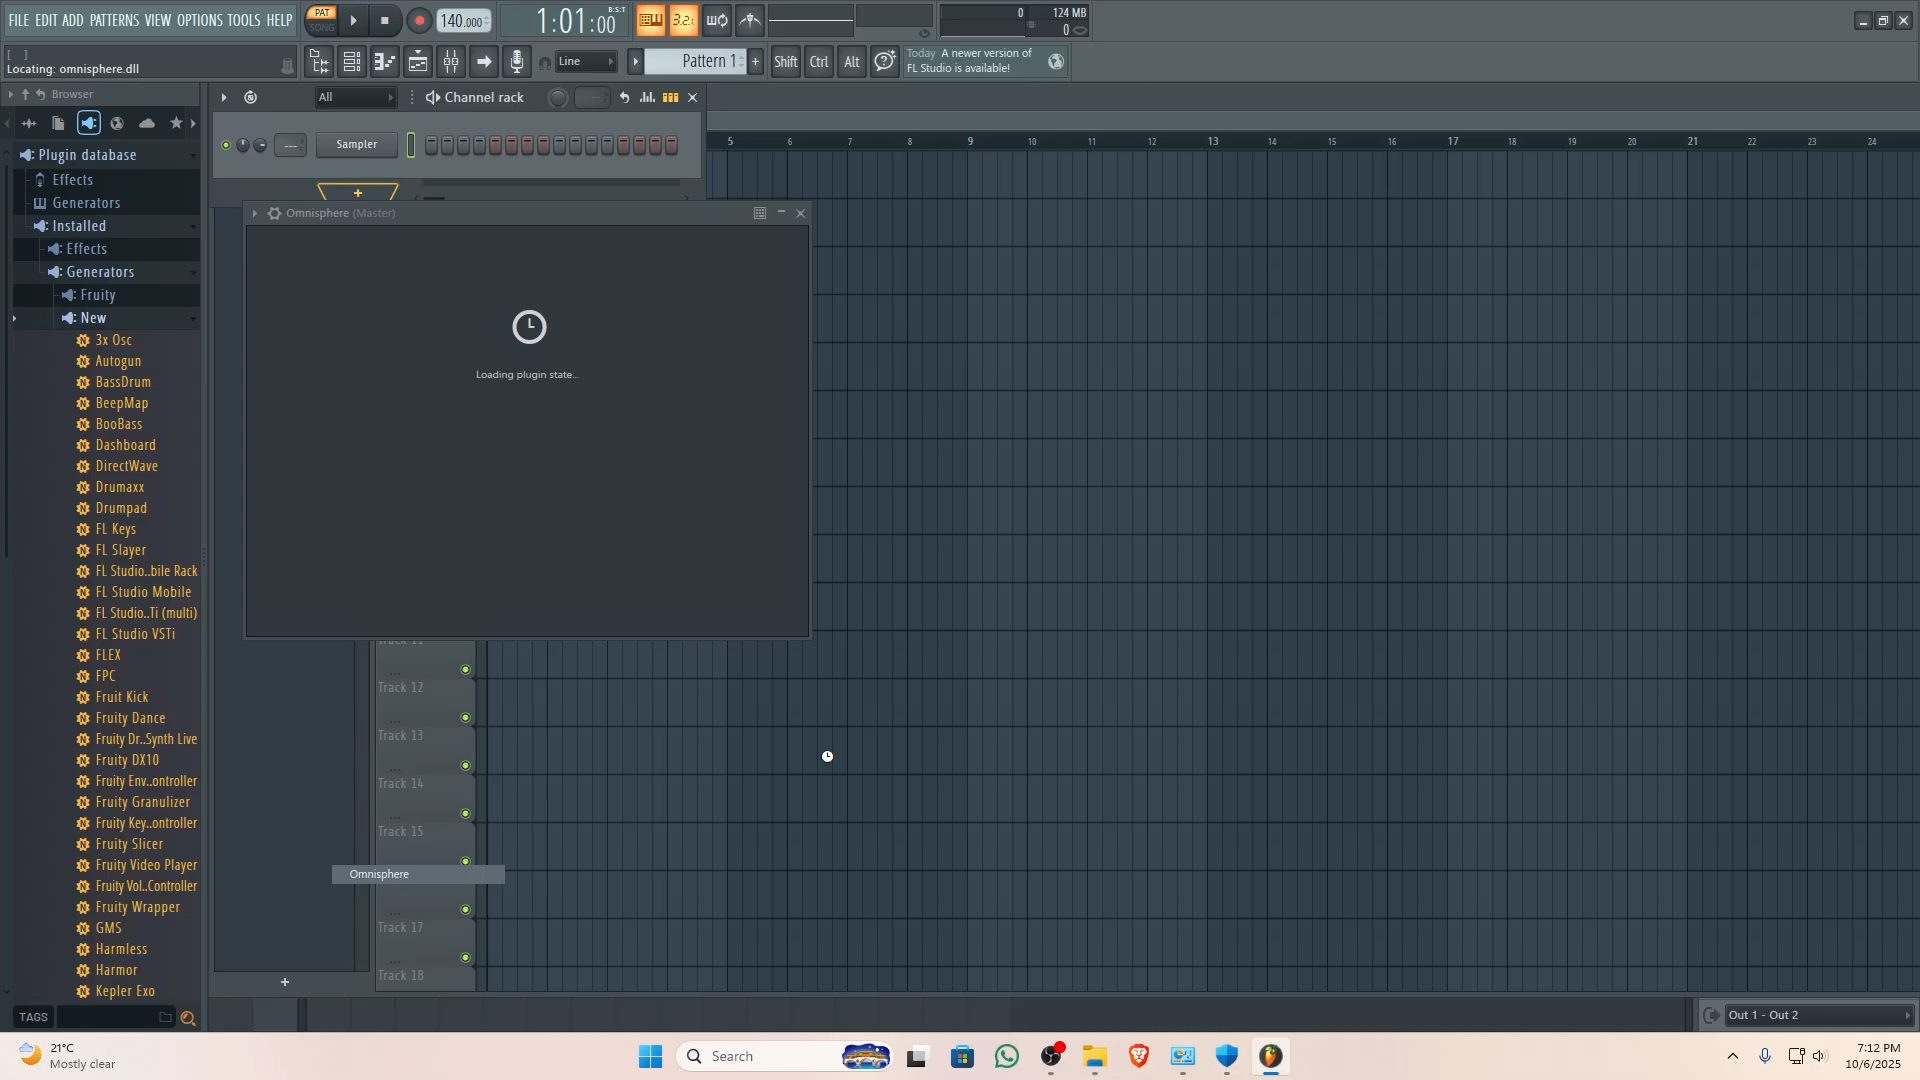 FILE EDIT ADD PATTERNS VIEW OPTIONS TOOLS HELP
PAT
SONG
140.000
1:01:00
B:S:T
3.2.
0
124 MB
0
[ ]
Locating: omnisphere.dll
Line
Pattern 1
+
Shift
Ctrl
Alt
Today A newer version of
FL Studio is available!
Browser
All
Channel rack
Plugin database
Effects
Generators
Installed
Effects
Generators
Fruity
New
3x Osc
Autogun
BassDrum
BeepMap
BooBass
Dashboard
DirectWave
Drumaxx
Drumpad
FL Keys
FL Slayer
FL Studio..bile Rack
FL Studio Mobile
FL Studio..Ti (multi)
FL Studio VSTi
FLEX
FPC
Fruit Kick
Fruity Dance
Fruity Dr..Synth Live
Fruity DX10
Fruity Env..ontroller
Fruity Granulizer
Fruity Key..ontroller
Fruity Slicer
Fruity Video Player
Fruity Vol..Controller
Fruity Wrapper
GMS
Harmless
Harmor
Kepler Exo
TAGS
---
Sampler
+
Omnisphere (Master)
Loading plugin state...
5 6 7 8 9 10 11 12 13 14 15 16 17 18 19 20 21 22 23 24
Track 12
Track 13
Track 14
Track 15
Omnisphere
Track 17
Track 18
+
Out 1 - Out 2
21°C
Mostly clear
Search
7:12 PM
10/6/2025